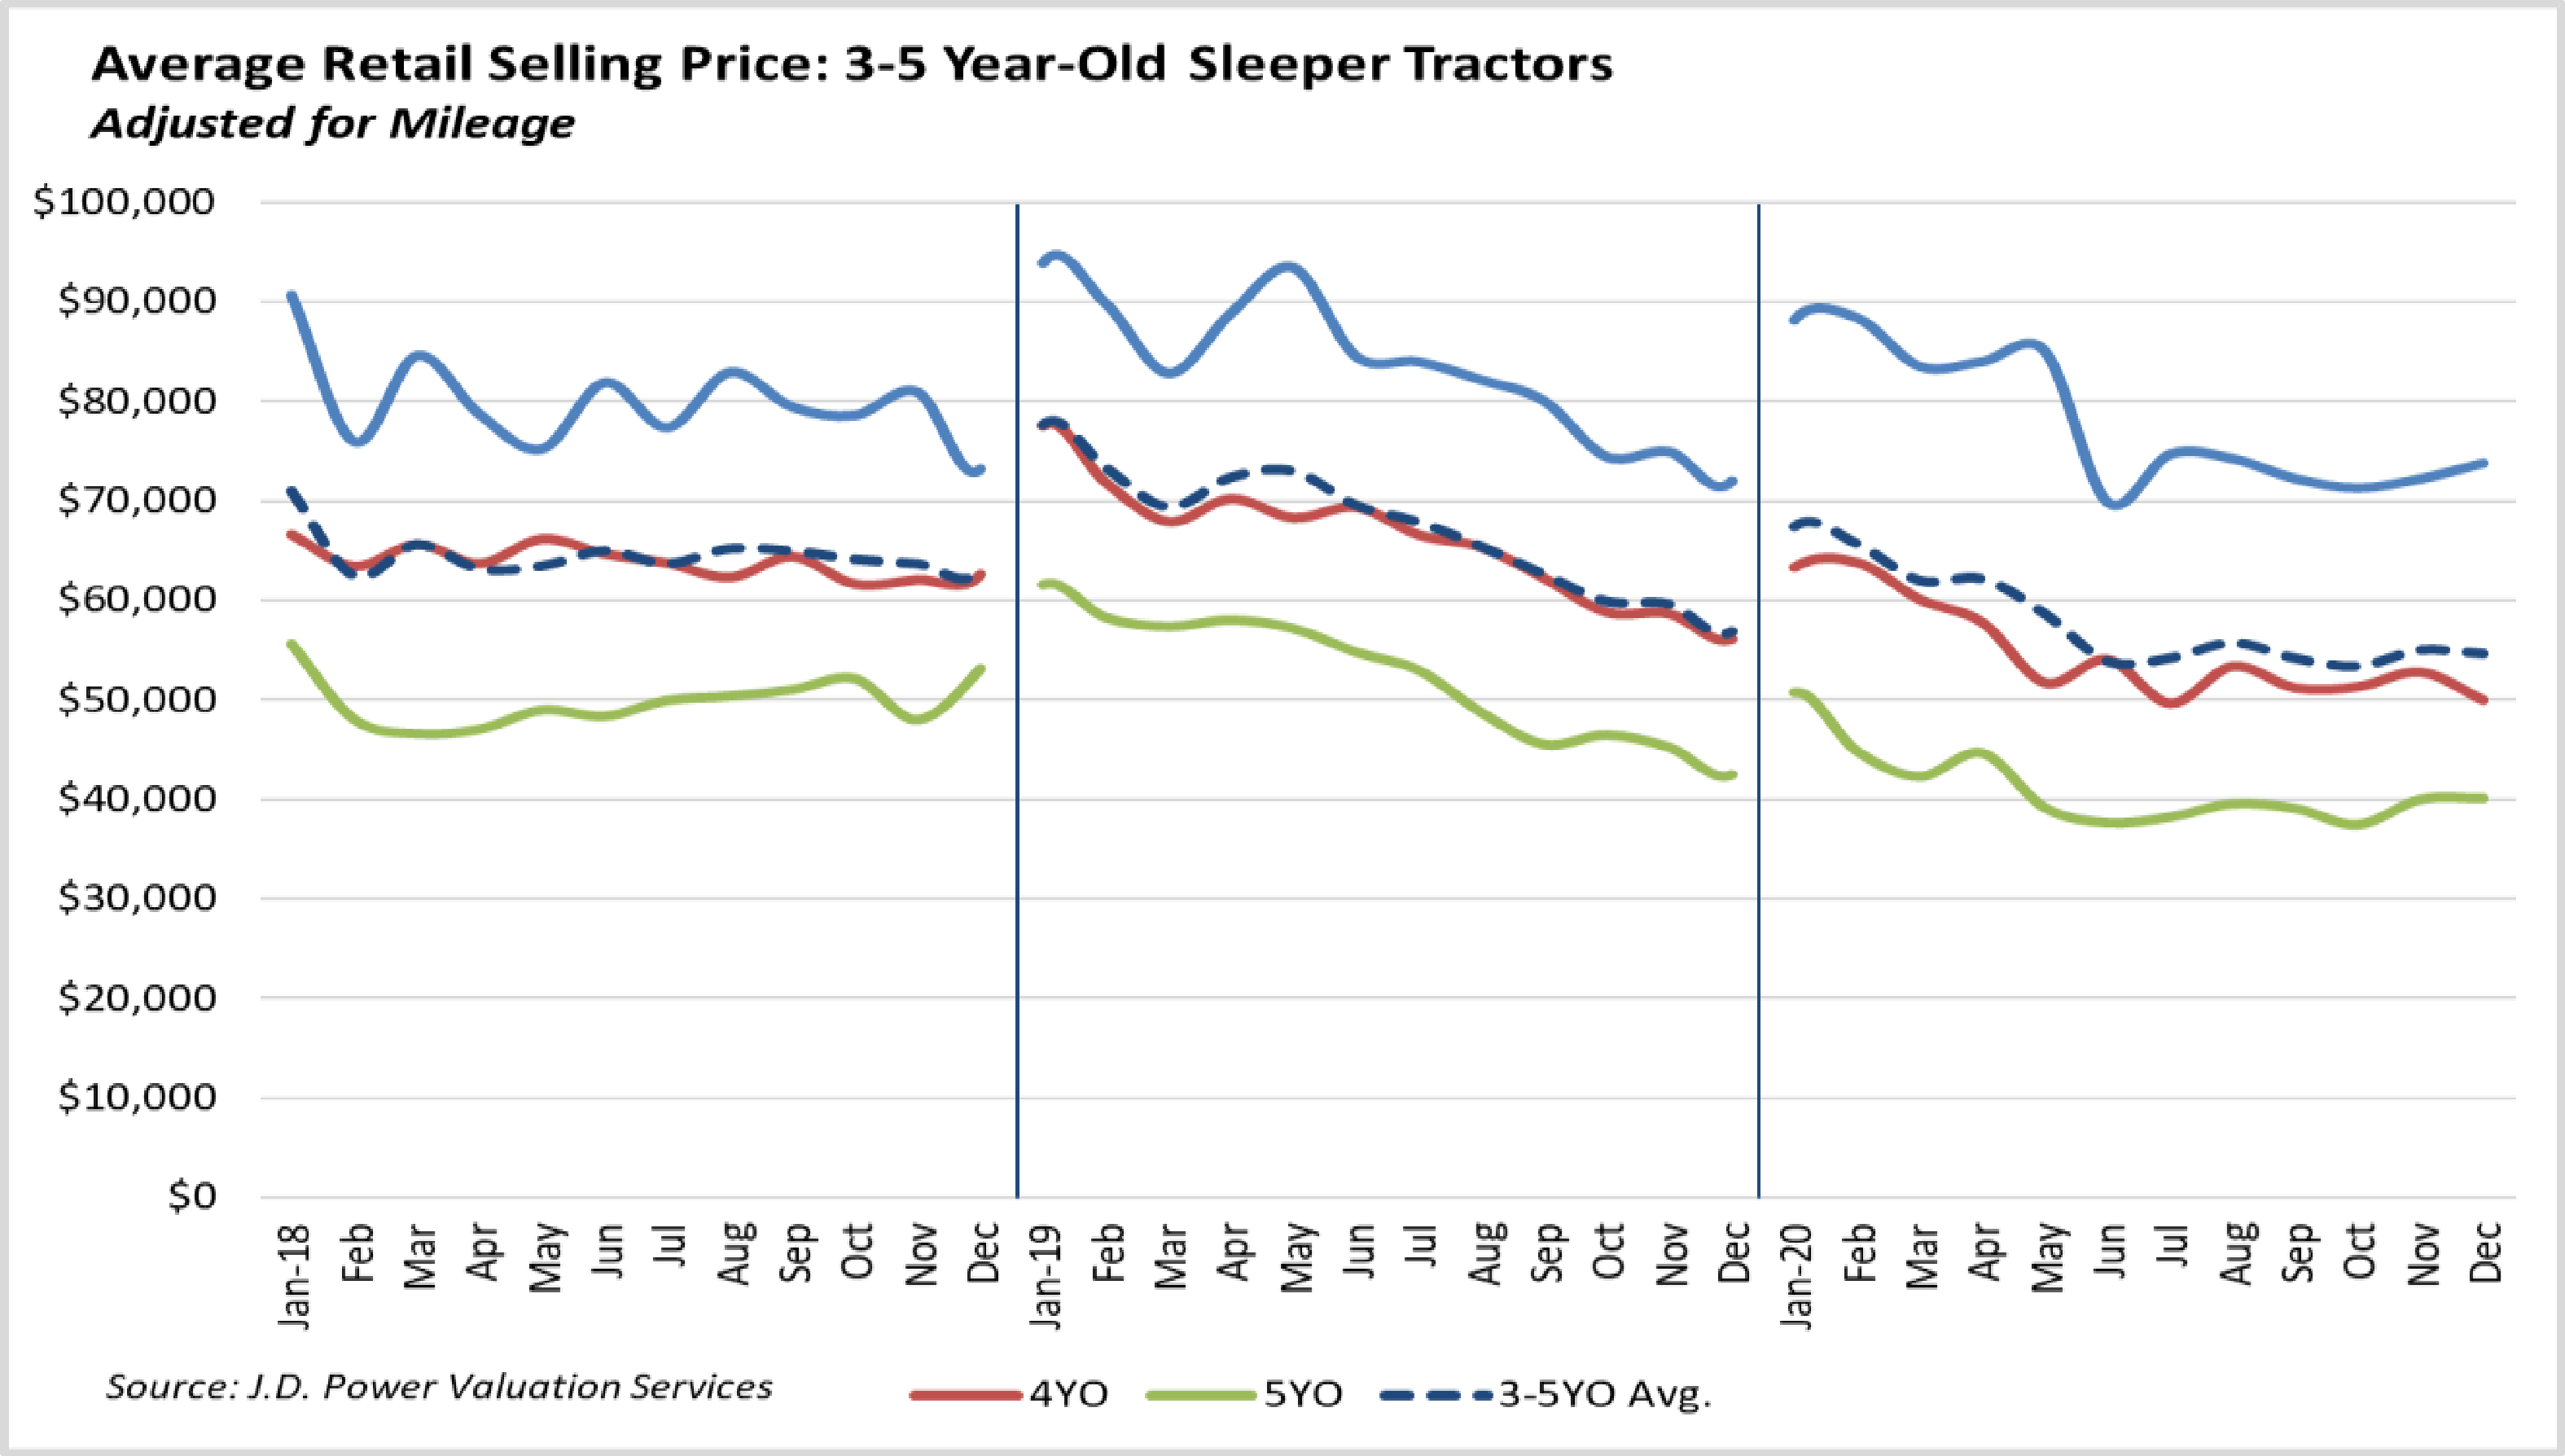 Average Retail Selling Price: 3-5 Year-Old Sleeper Tractors
Adjusted for Mileage
$100,000
$90,000
$80,000
$70,000
$60,000
$50,000
$40,000
$30,000
$20,000
$10,000
$0
Jan-18
Feb
Mar
Apr
May
Jun
Jul
Aug
Sep
Oct
Nov
Dec
Jan-19
Feb
Mar
Apr
May
Jun
Jul
Aug
Sep
Oct
Nov
Dec
Jan-20
Feb
Mar
Apr
May
Jun
Jul
Aug
Sep
Oct
Nov
Dec
Source: J.D. Power Valuation Services
4YO
5YO
3-5YO Avg.